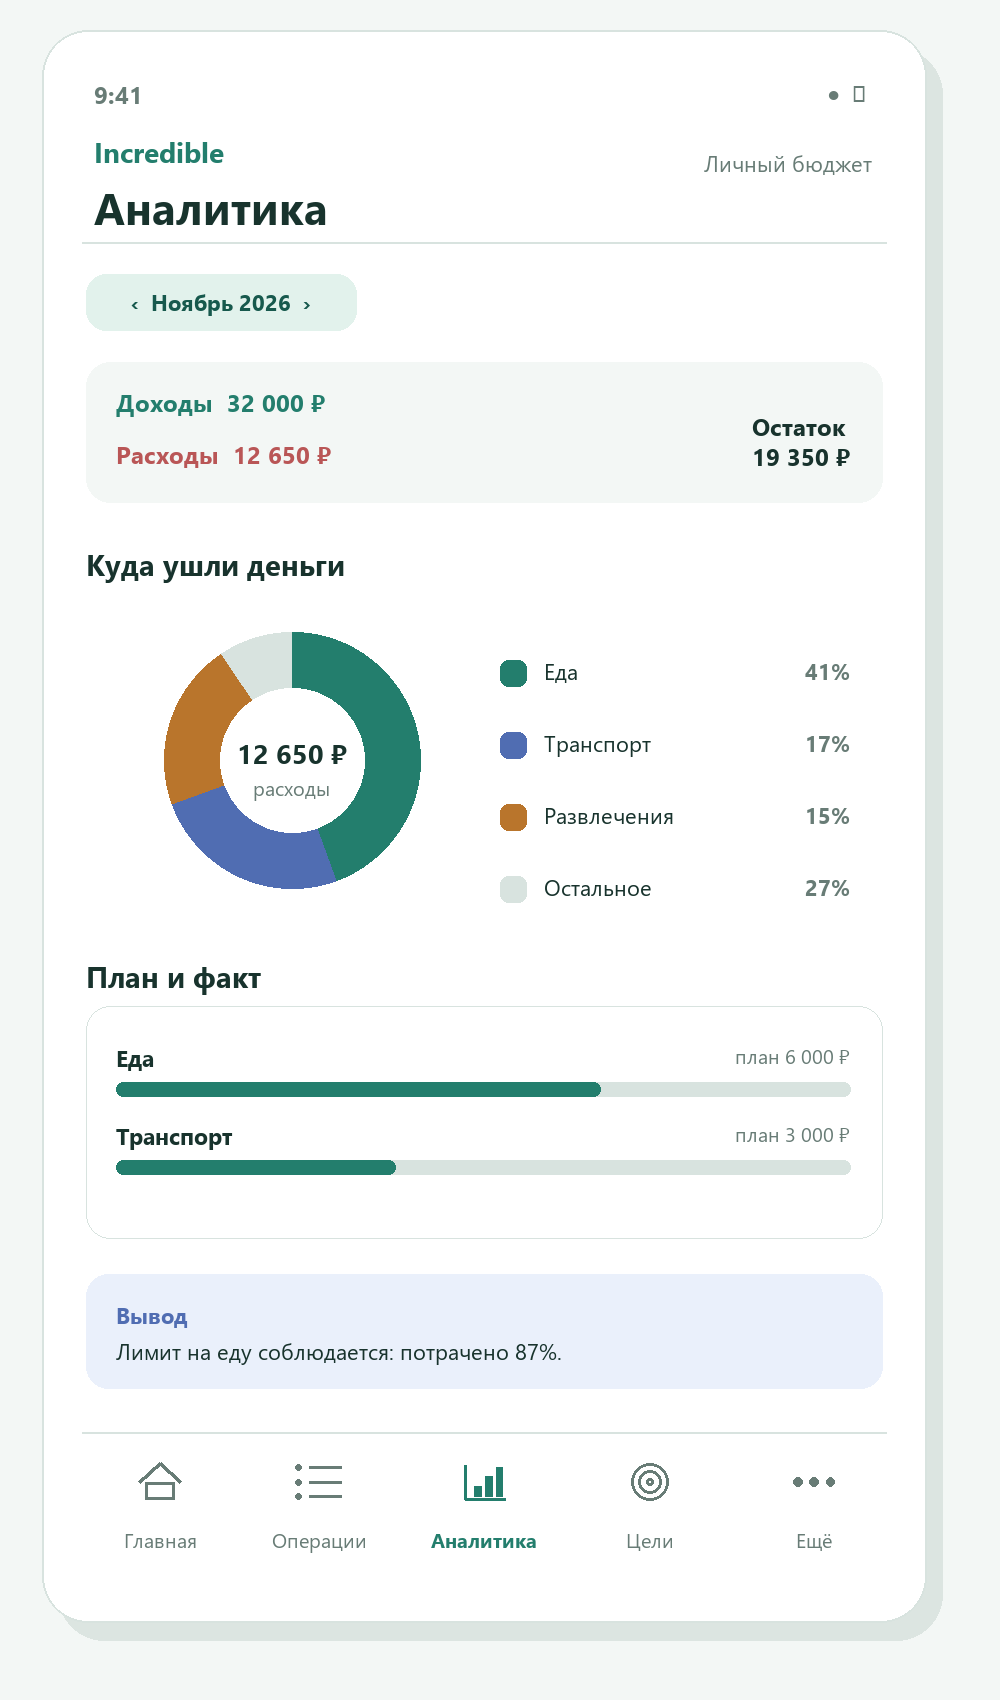 9:41
Incredible
Личный бюджет
Аналитика
‹ Ноябрь 2026 ›
Доходы 32 000 ₽
Расходы 12 650 ₽
Остаток
19 350 ₽
Куда ушли деньги
12 650 ₽
расходы
Еда 41%
Транспорт 17%
Развлечения 15%
Остальное 27%
План и факт
Еда план 6 000 ₽
Транспорт план 3 000 ₽
Вывод
Лимит на еду соблюдается: потрачено 87%.
Главная Операции Аналитика Цели Ещё